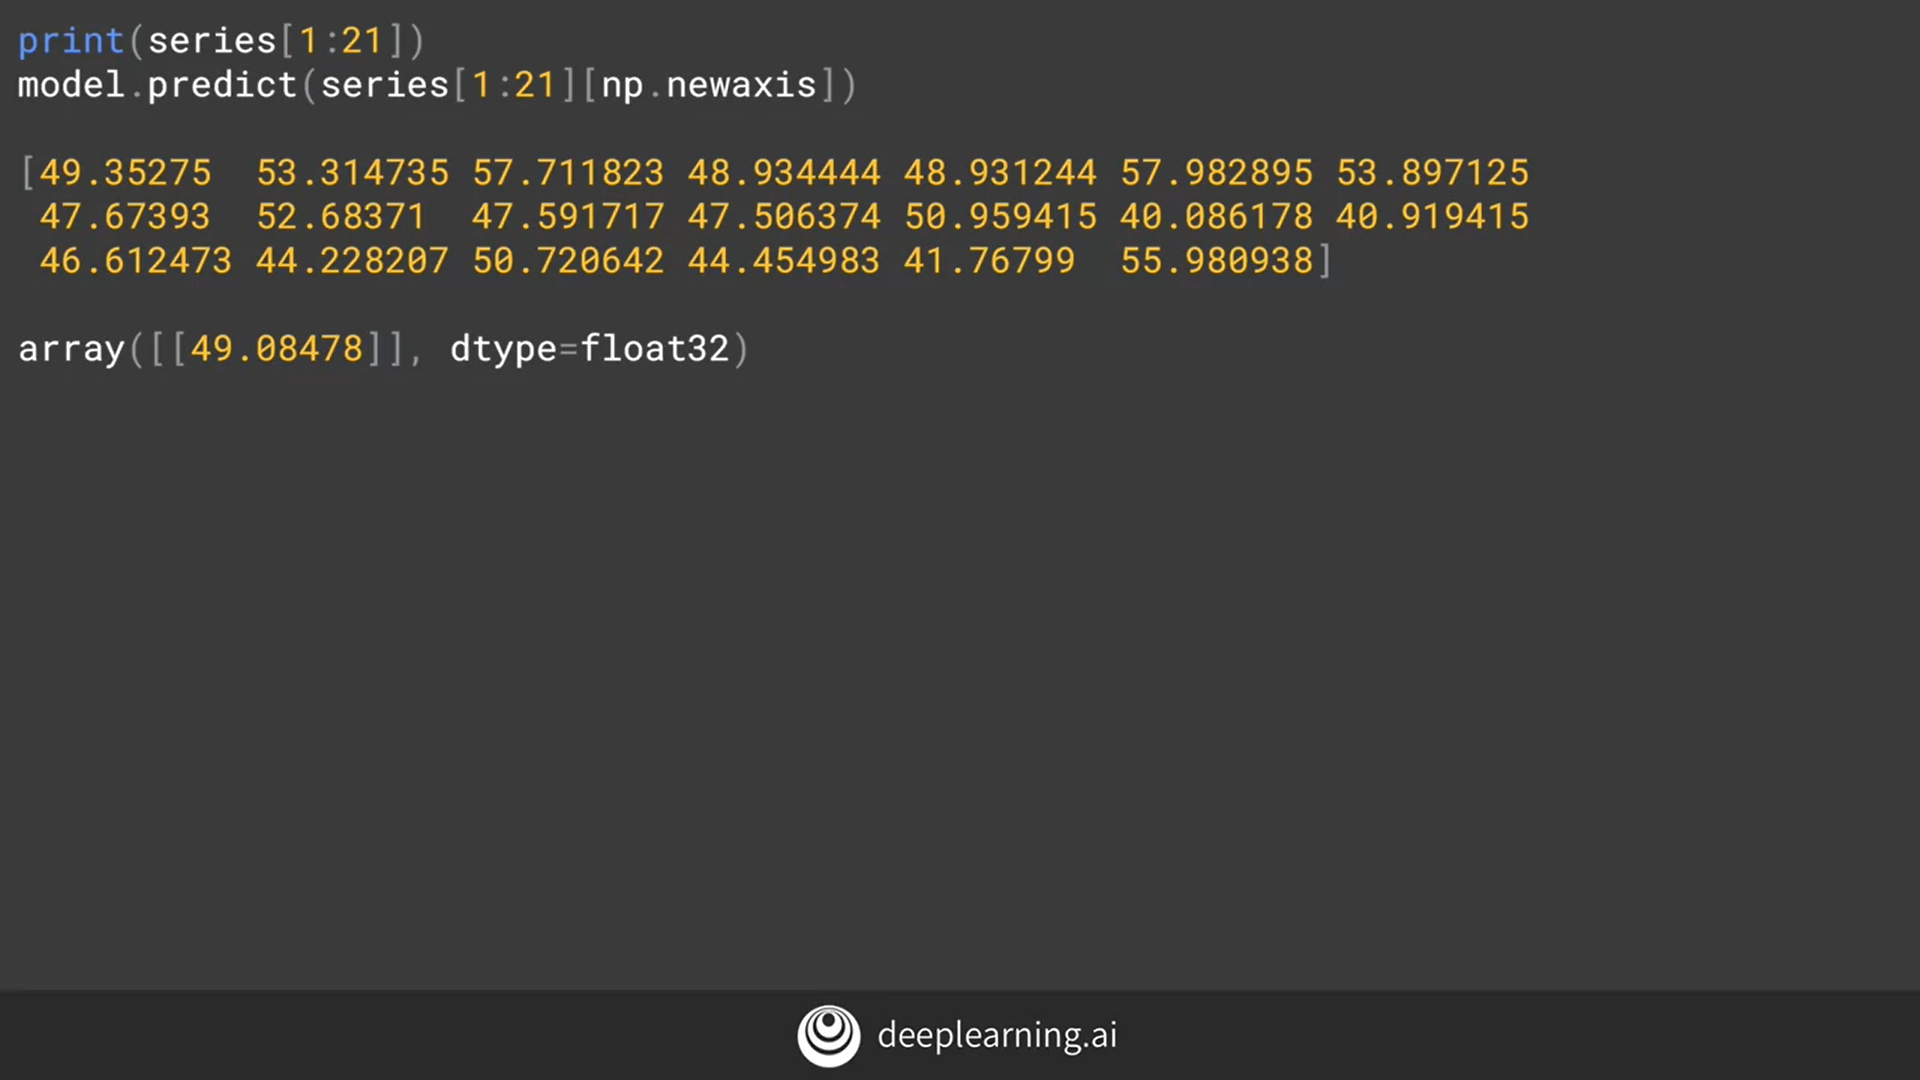 print(series[1:21])
model.predict(series[1:21][np.newaxis])
[49.35275 53.314735 57.711823 48.934444 48.931244 57.982895 53.897125
47.67393 52.68371 47.591717 47.506374 50.959415 40.086178 40.919415
46.612473 44.228207 50.720642 44.454983 41.76799 55.980938]
array([[49.08478]], dtype=float32)
deeplearning.ai